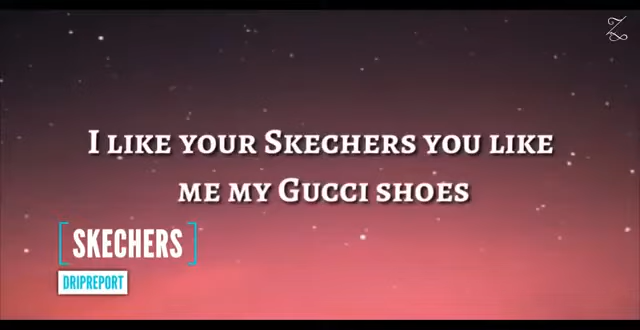 Z
I LIKE YOUR SKECHERS YOU LIKE
ME MY GUCCI SHOES
SKECHERS
DRIPREPORT